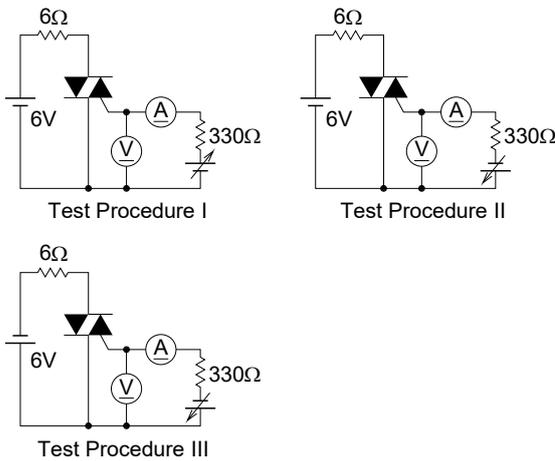 6Ω
6V
A
V
330Ω
Test Procedure I
6Ω
6V
A
V
330Ω
Test Procedure II
6Ω
6V
A
V
330Ω
Test Procedure III